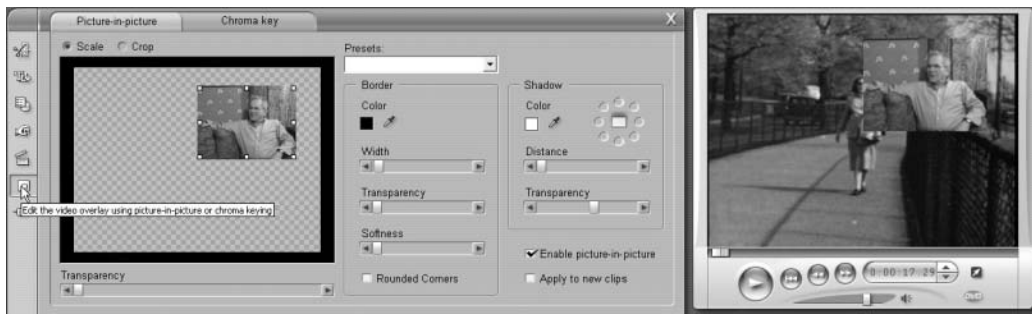 Picture-in-picture
Chroma key
X
Scale
Crop
Presets:
Border
Color
Width
Transparency
Softness
Rounded Corners
Shadow
Color
Distance
Transparency
Enable picture-in-picture
Apply to new clips
Edit the video overlay using picture-in-picture or chroma keying
Transparency
0:00:17.29